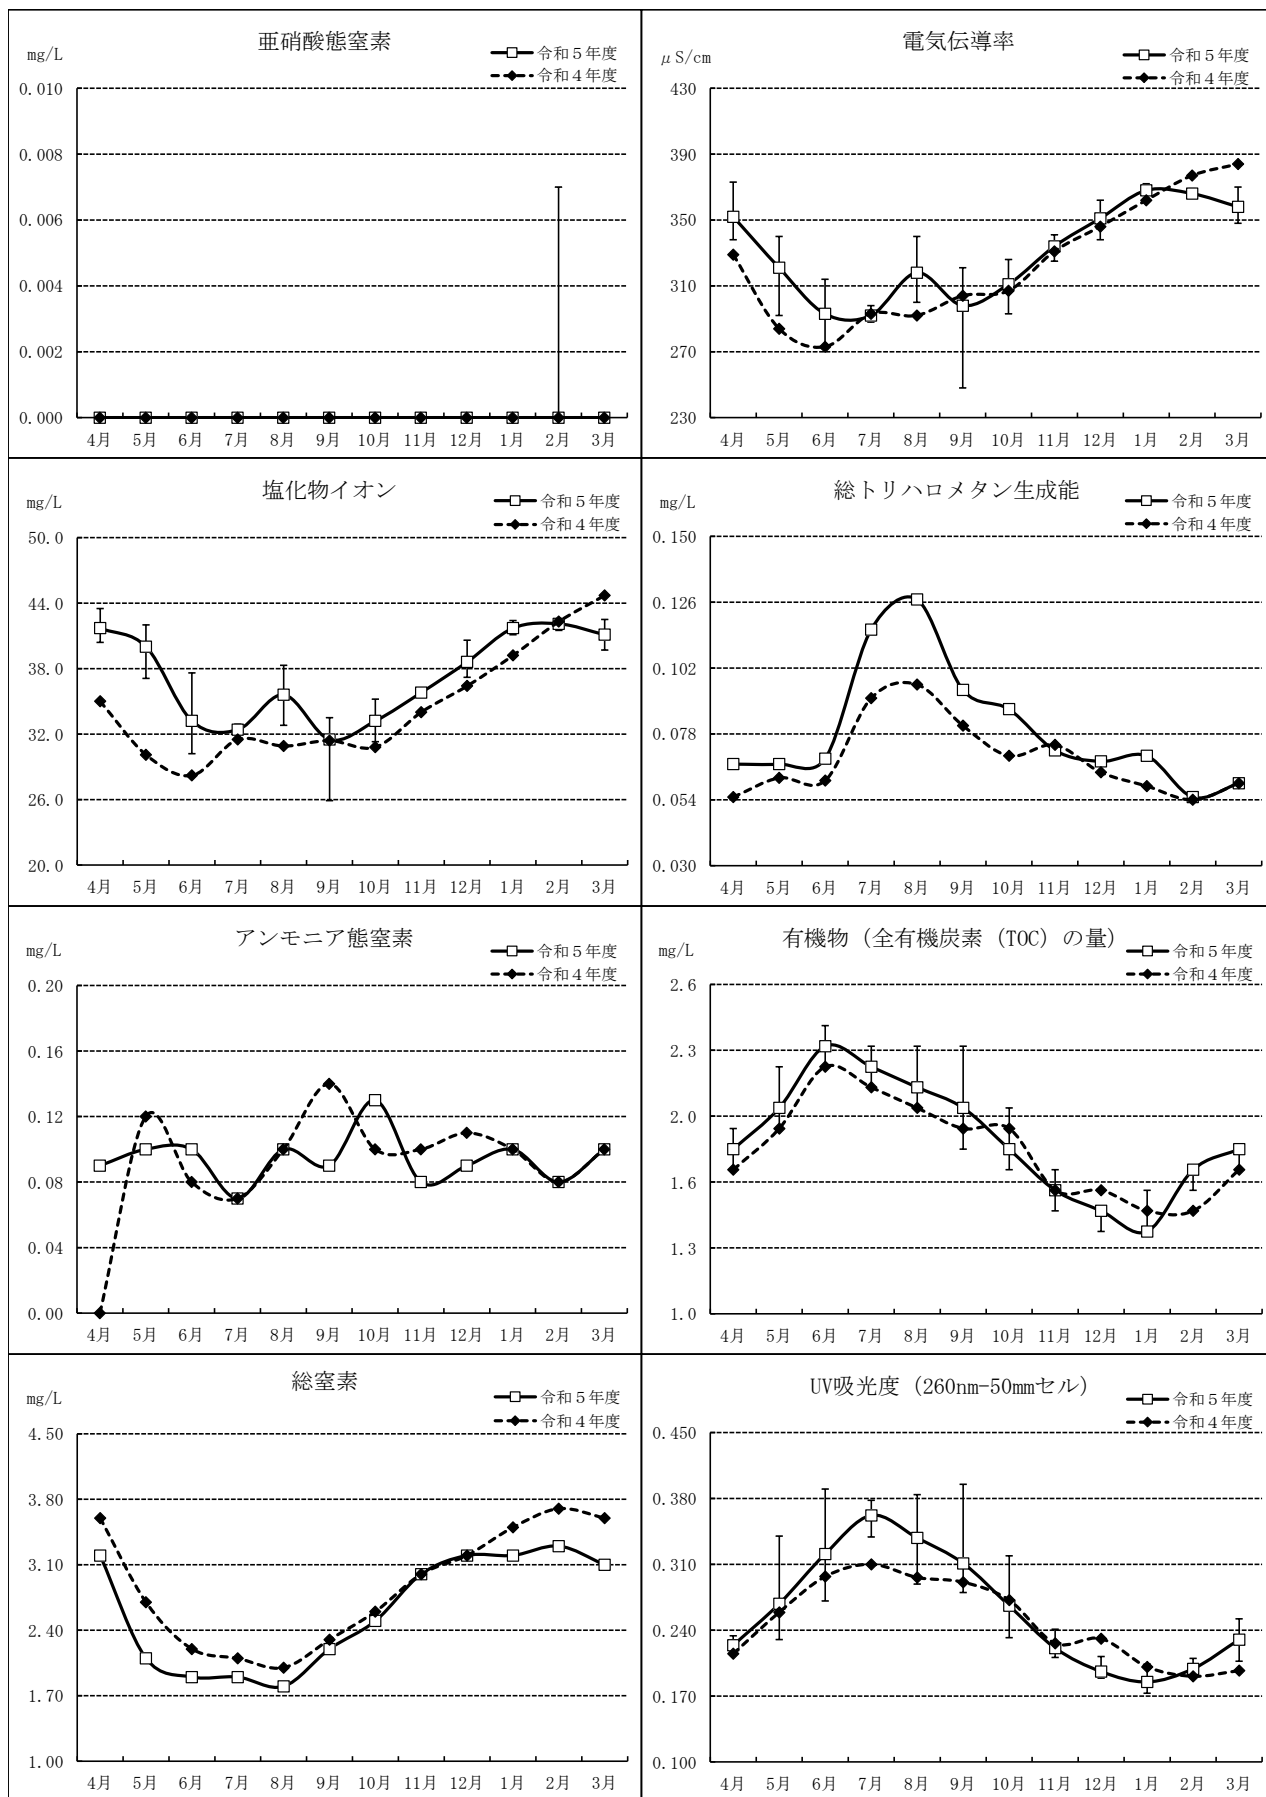 亜硝酸態窒素
mg/L
令和５年度
令和４年度
0.010
0.008
0.006
0.004
0.002
0.000
4月 5月 6月 7月 8月 9月 10月 11月 12月 1月 2月 3月
電気伝導率
μS/cm
令和５年度
令和４年度
430
390
350
310
270
230
4月 5月 6月 7月 8月 9月 10月 11月 12月 1月 2月 3月
塩化物イオン
mg/L
令和５年度
令和４年度
50.0
44.0
38.0
32.0
26.0
20.0
4月 5月 6月 7月 8月 9月 10月 11月 12月 1月 2月 3月
総トリハロメタン生成能
mg/L
令和５年度
令和４年度
0.150
0.126
0.102
0.078
0.054
0.030
4月 5月 6月 7月 8月 9月 10月 11月 12月 1月 2月 3月
アンモニア態窒素
mg/L
令和５年度
令和４年度
0.20
0.16
0.12
0.08
0.04
0.00
4月 5月 6月 7月 8月 9月 10月 11月 12月 1月 2月 3月
有機物（全有機炭素（TOC）の量）
mg/L
令和５年度
令和４年度
2.6
2.3
2.0
1.6
1.3
1.0
4月 5月 6月 7月 8月 9月 10月 11月 12月 1月 2月 3月
総窒素
mg/L
令和５年度
令和４年度
4.50
3.80
3.10
2.40
1.70
1.00
4月 5月 6月 7月 8月 9月 10月 11月 12月 1月 2月 3月
UV吸光度（260nm-50mmセル）
令和５年度
令和４年度
0.450
0.380
0.310
0.240
0.170
0.100
4月 5月 6月 7月 8月 9月 10月 11月 12月 1月 2月 3月